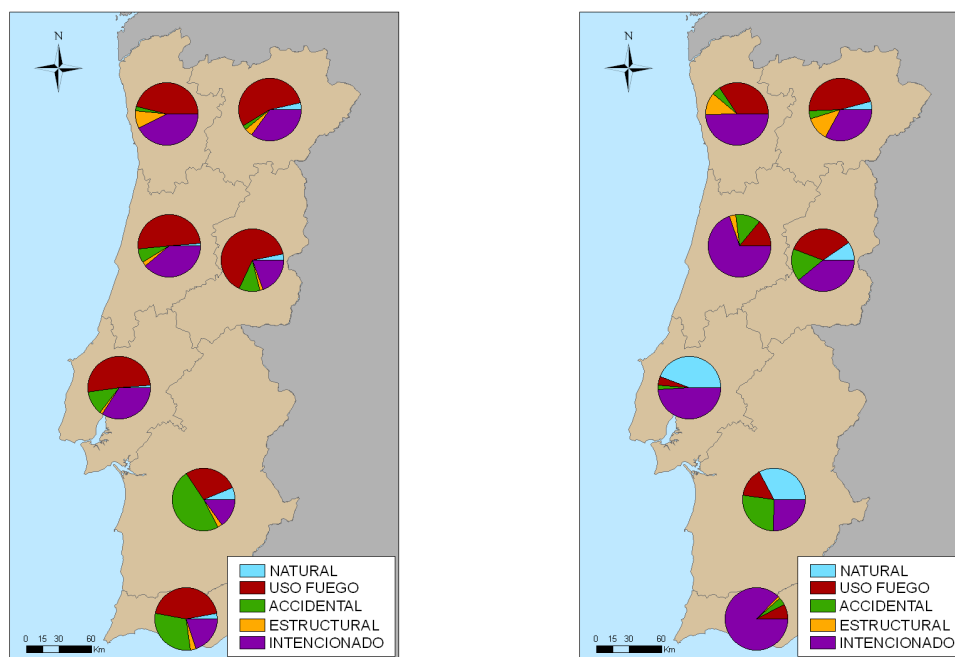 N
NATURAL
USO FUEGO
ACCIDENTAL
ESTRUCTURAL
INTENCIONADO
0 15 30 60
Km
N
NATURAL
USO FUEGO
ACCIDENTAL
ESTRUCTURAL
INTENCIONADO
0 15 30 60
Km